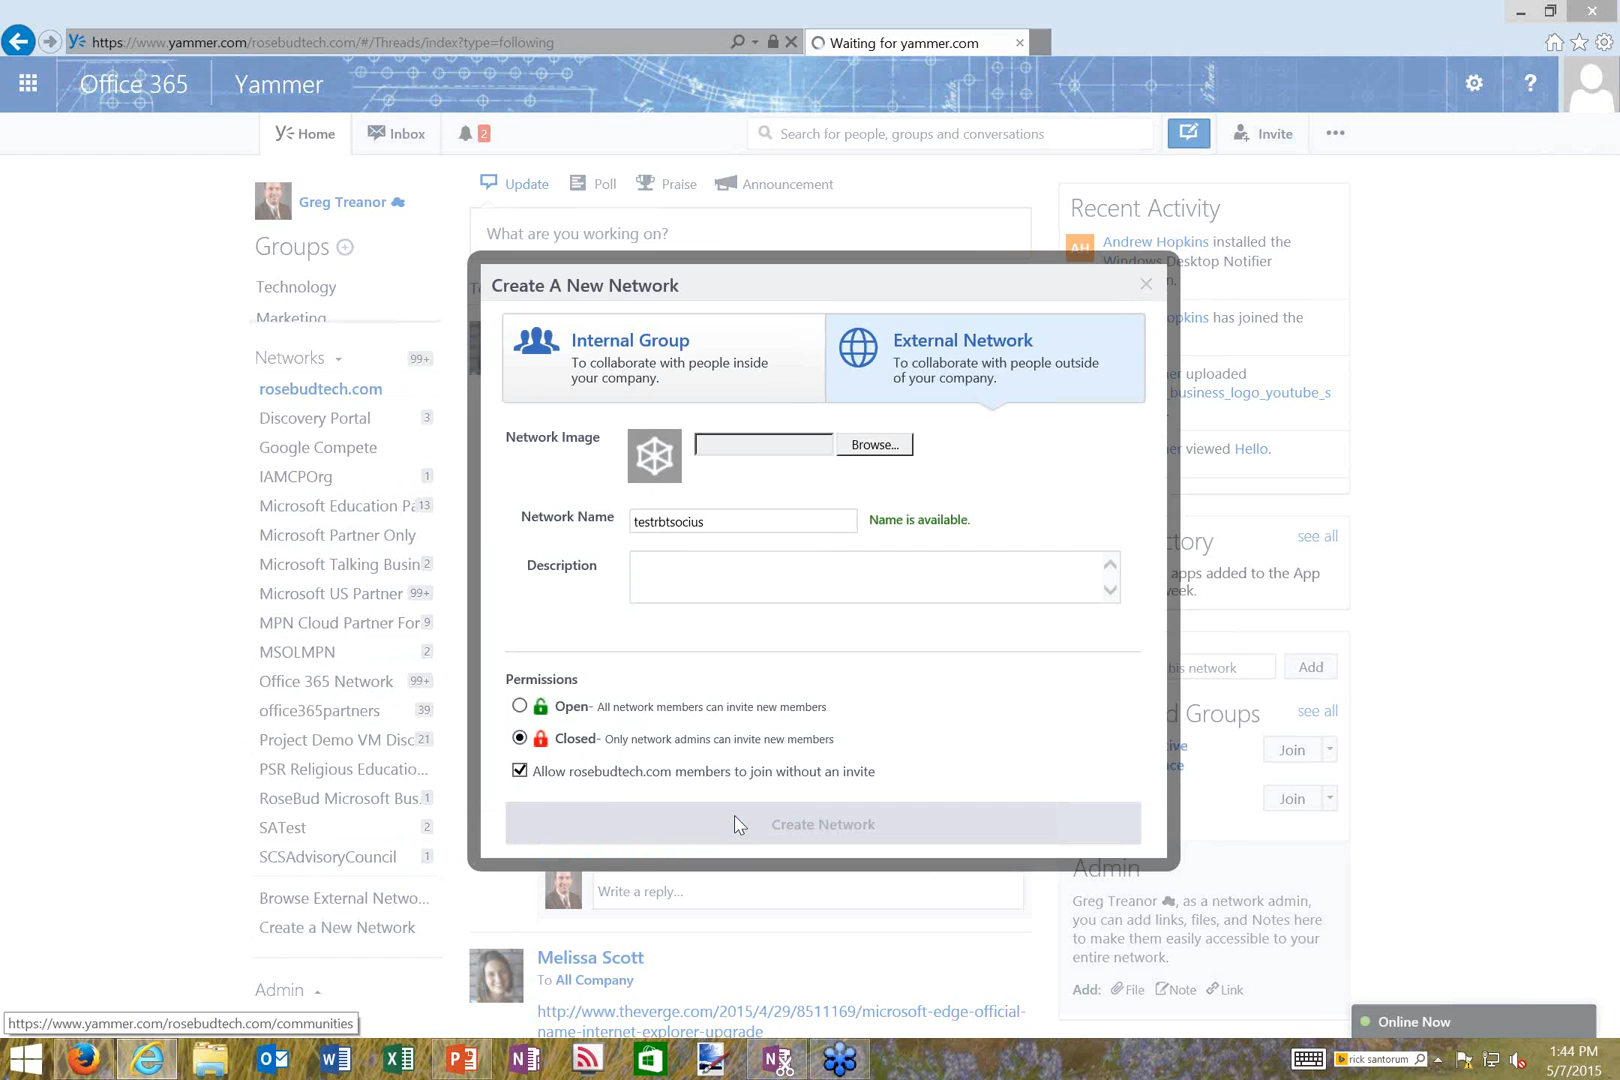 https://www.yammer.com/rosebudtech.com/#/Threads/index?type=following
Waiting for yammer.com
Office 365
Yammer
?
Home
Inbox
2
Search for people, groups and conversations
Invite
Greg Treanor
Groups
Technology
Marketing
Networks
99+
rosebudtech.com
Discovery Portal
3
Google Compete
IAMCPOrg
1
Microsoft Education Pa
13
Microsoft Partner Only
Microsoft Talking Busin
2
Microsoft US Partner
99+
MPN Cloud Partner For
9
MSOLMPN
2
Office 365 Network
99+
office365partners
39
Project Demo VM Disc
21
PSR Religious Educatio...
RoseBud Microsoft Bus.
1
SATest
2
SCSAdvisoryCouncil
1
Browse External Netwo...
Create a New Network
Admin
Update
Poll
Praise
Announcement
What are you working on?
Create A New Network
Internal Group
To collaborate with people inside
your company.
External Network
To collaborate with people outside
of your company.
Network Image
Browse...
Network Name
testrbtsocius
Name is available.
Description
Permissions
Open- All network members can invite new members
Closed- Only network admins can invite new members
Allow rosebudtech.com members to join without an invite
Create Network
Write a reply...
Melissa Scott
To All Company
http://www.theverge.com/2015/4/29/8511169/microsoft-edge-official-
name-internet-explorer-upgrade
Recent Activity
AH
Andrew Hopkins installed the
Windows Desktop Notifier
n.
pkins has joined the
er uploaded
_business_logo_youtube_s
er viewed Hello.
ctory
see all
apps added to the App
eek.
his network
Add
d Groups
see all
ive
ce
Join
Join
Admin
Greg Treanor, as a network admin,
you can add links, files, and Notes here
to make them easily accessible to your
entire network.
Add: File Note Link
Online Now
https://www.yammer.com/rosebudtech.com/communities
rick santorum
1:44 PM
5/7/2015